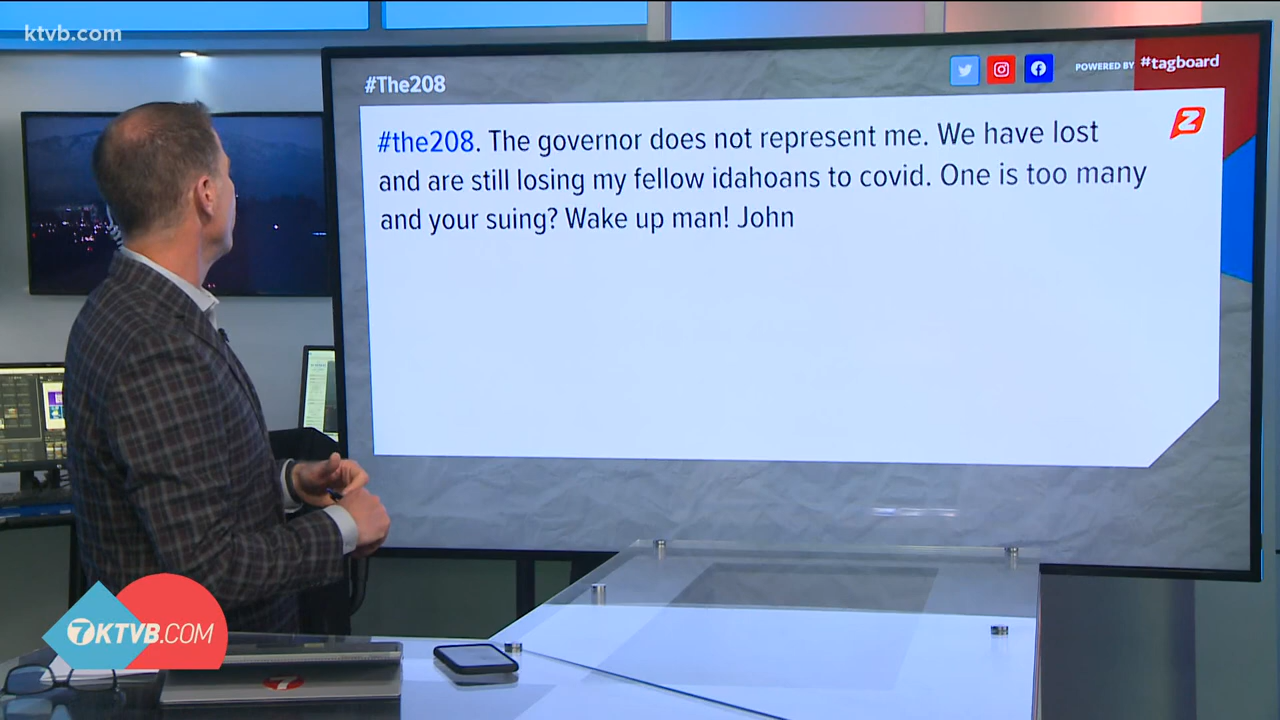 ktvb.com
#The208
POWERED BY #tagboard
#the208. The governor does not represent me. We have lost
and are still losing my fellow idahoans to covid. One is too many
and your suing? Wake up man! John
7KTVB.COM
7